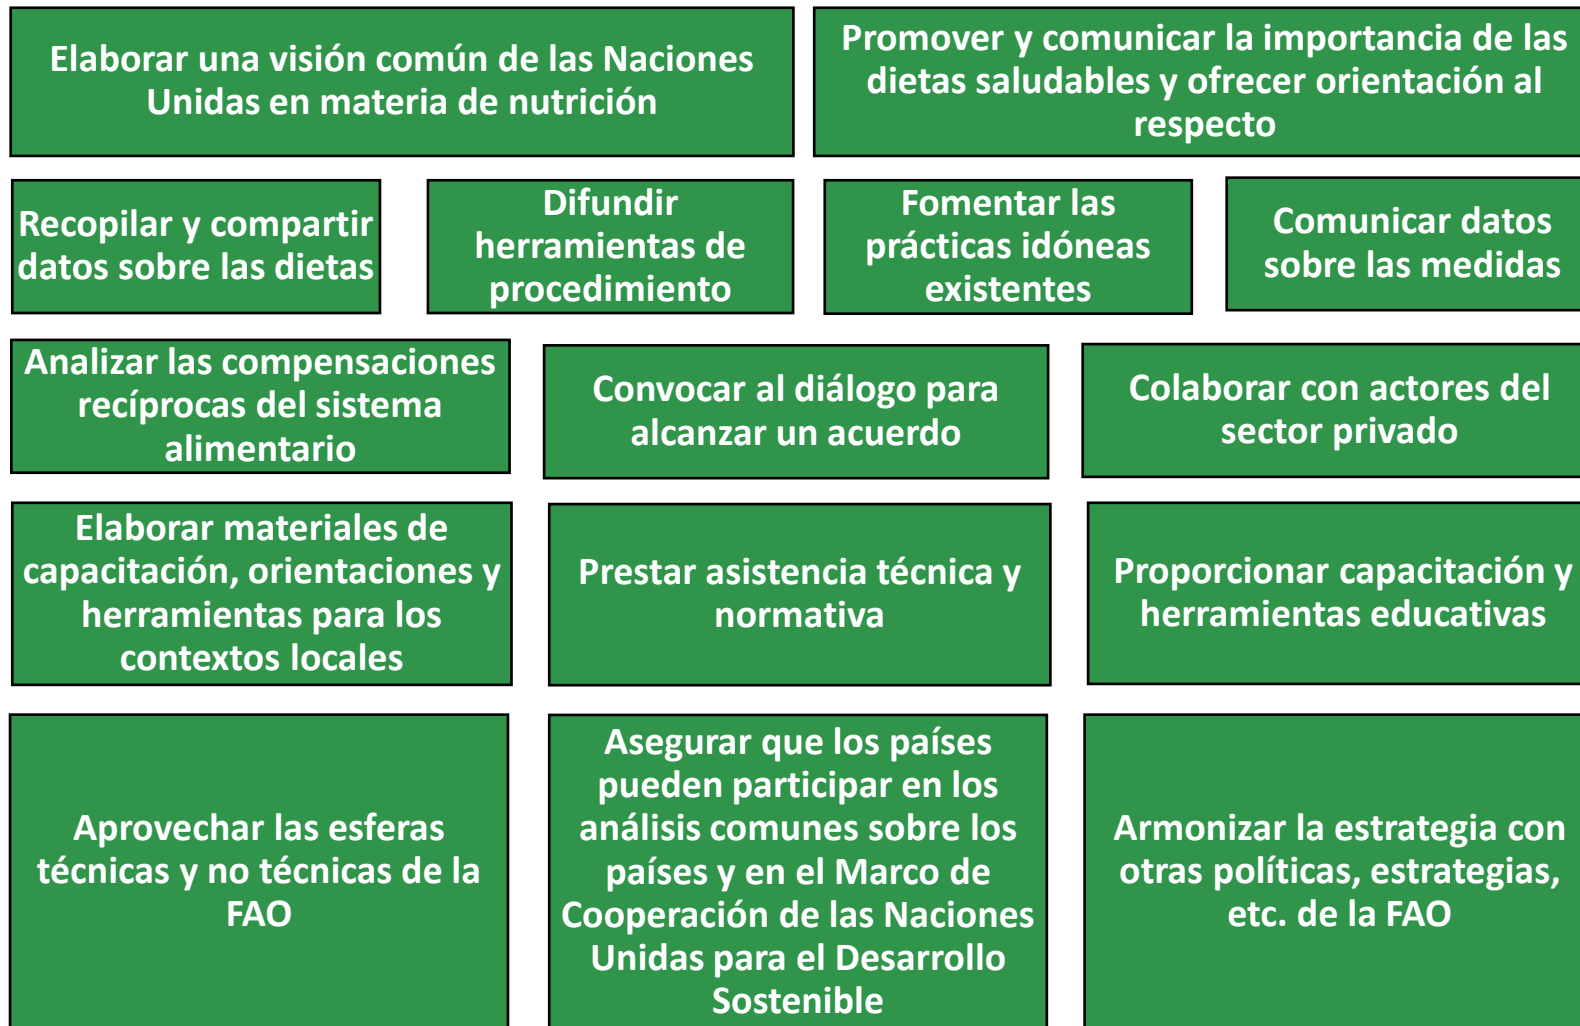 Elaborar una visión común de las Naciones
Unidas en materia de nutrición
Promover y comunicar la importancia de las
dietas saludables y ofrecer orientación al
respecto
Recopilar y compartir
datos sobre las dietas
Difundir
herramientas de
procedimiento
Fomentar las
prácticas idóneas
existentes
Comunicar datos
sobre las medidas
Analizar las compensaciones
recíprocas del sistema
alimentario
Convocar al diálogo para
alcanzar un acuerdo
Colaborar con actores del
sector privado
Elaborar materiales de
capacitación, orientaciones y
herramientas para los
contextos locales
Prestar asistencia técnica y
normativa
Proporcionar capacitación y
herramientas educativas
Aprovechar las esferas
técnicas y no técnicas de la
FAO
Asegurar que los países
pueden participar en los
análisis comunes sobre los
países y en el Marco de
Cooperación de las Naciones
Unidas para el Desarrollo
Sostenible
Armonizar la estrategia con
otras políticas, estrategias,
etc. de la FAO